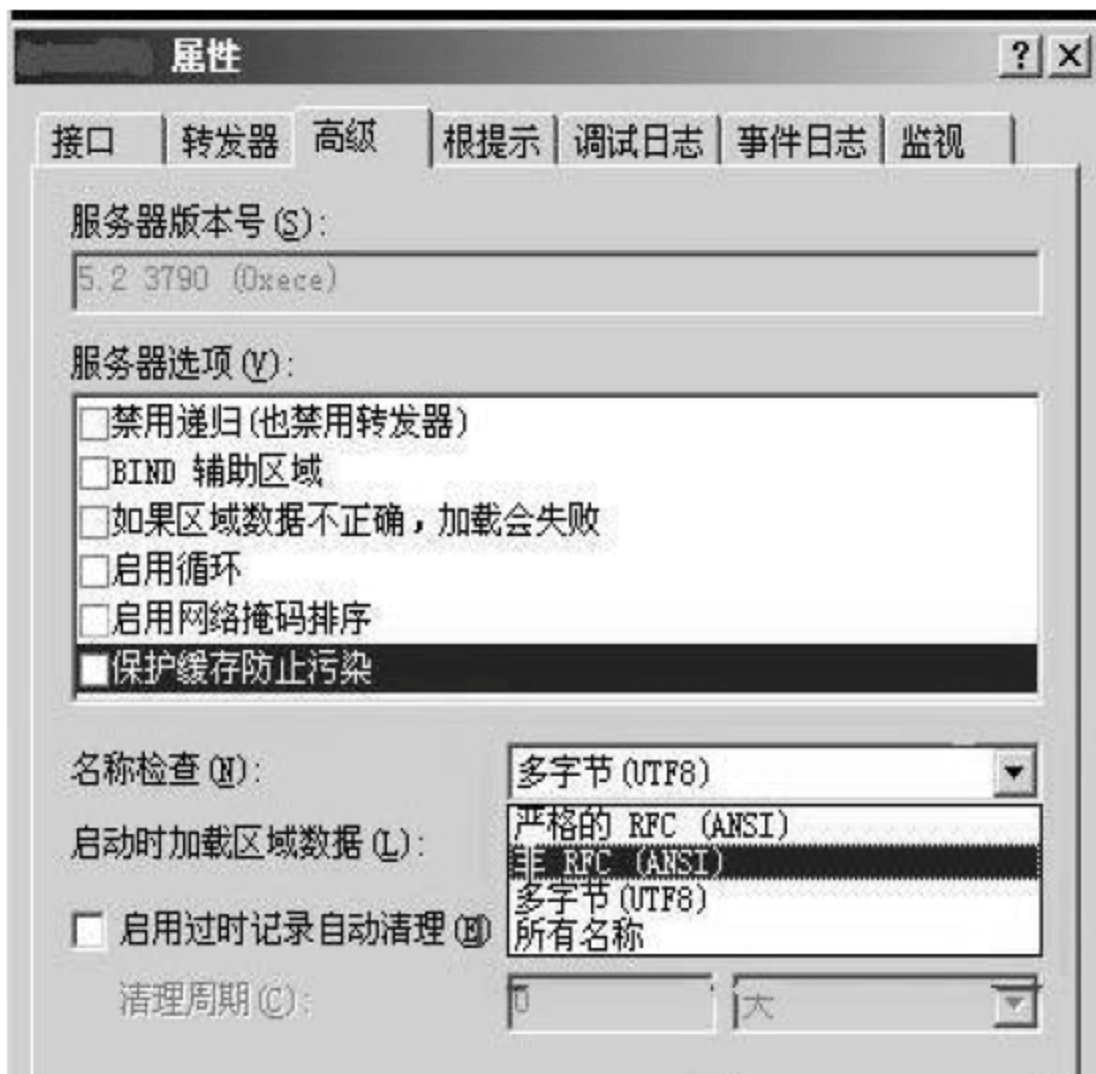 属性
接口 转发器 高级 根提示 调试日志 事件日志 监视
服务器版本号(S):
5.2 3790 (0xece)
服务器选项(V):
禁用递归(也禁用转发器)
BIND 辅助区域
如果区域数据不正确，加载会失败
启用循环
启用网络掩码排序
保护缓存防止污染
名称检查(N): 多字节(UTF8)
严格的 RFC (ANSI)
启动时加载区域数据(L):
非 RFC (ANSI)
多字节(UTF8)
启用过时记录自动清理(E)
所有名称
清理周期(C): 0